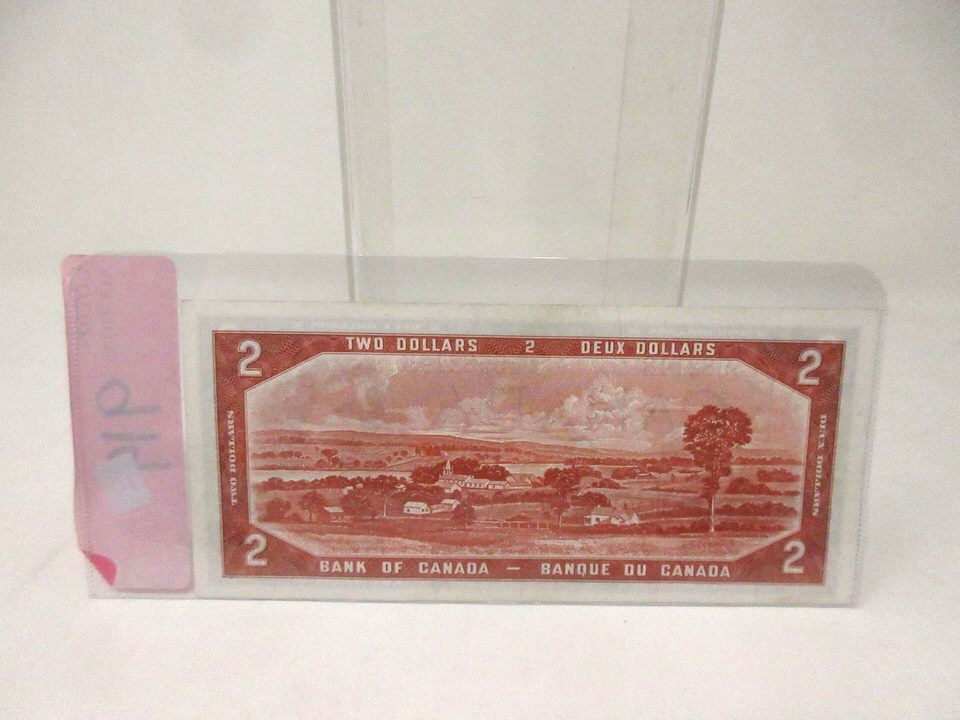 2 TWO DOLLARS 2 DEUX DOLLARS 2
TWO DOLLARS
DEUX DOLLARS
2 BANK OF CANADA — BANQUE DU CANADA 2